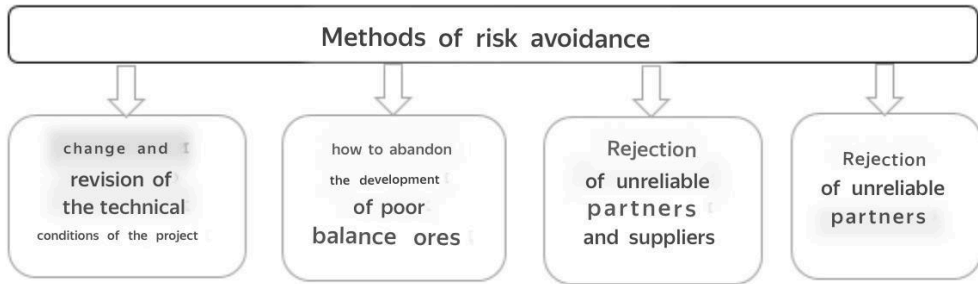 Methods of risk avoidance
change and
revision of
the technical
conditions of the project
how to abandon
the development
of poor
balance ores
Rejection
of unreliable
partners
and suppliers
Rejection
of unreliable
partners